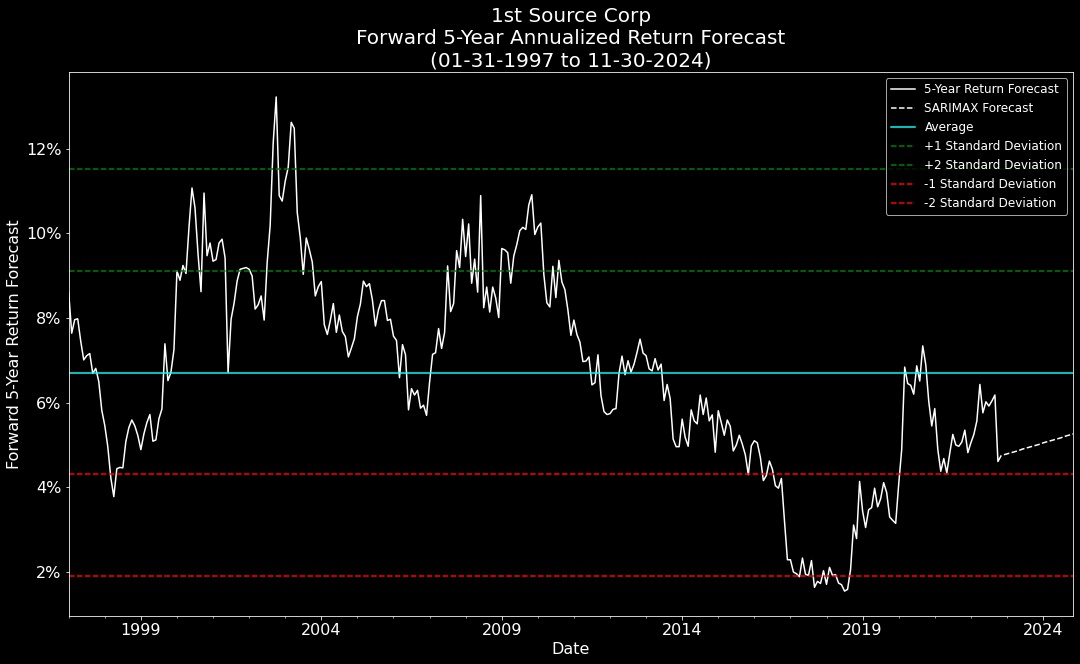 1st Source Corp
Forward 5-Year Annualized Return Forecast
(01-31-1997 to 11-30-2024)
5-Year Return Forecast
SARIMAX Forecast
Average
+1 Standard Deviation
+2 Standard Deviation
-1 Standard Deviation
-2 Standard Deviation
Forward 5-Year Return Forecast
12%
10%
8%
6%
4%
2%
1999
2004
2009
2014
2019
2024
Date